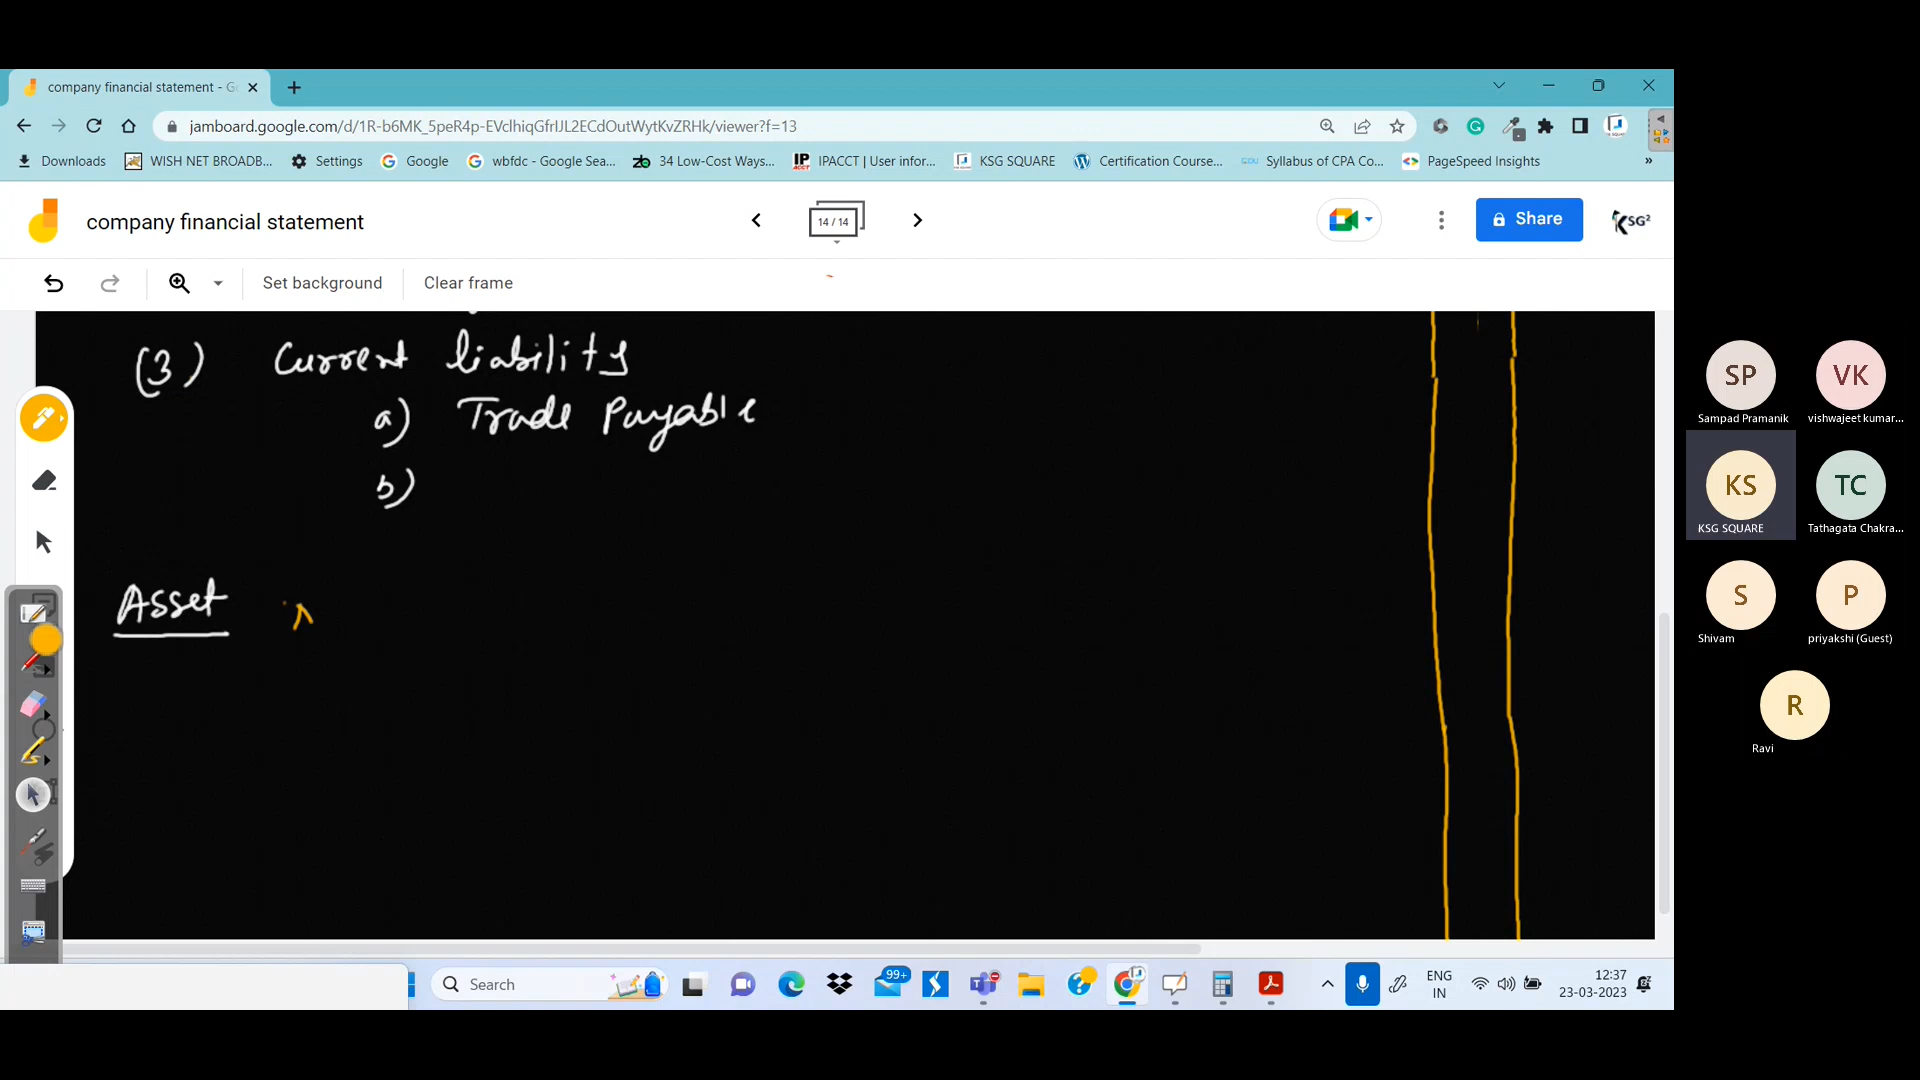 company financial statement - G
jamboard.google.com/d/1R-b6MK_5peR4p-EVclhiqGfrIJL2ECdOutWytKvZRHk/viewer?f=13
Downloads WISH NET BROADB... Settings Google wbfdc - Google Sea... 34 Low-Cost Ways... IPACCT | User infor... KSG SQUARE Certification Course... Syllabus of CPA Co... PageSpeed Insights »
company financial statement 14 / 14 Share KSG²
Set background Clear frame
(3) Current liability
a) Trade Payable
b)
Asset
SP VK
Sampad Pramanik vishwajeet kumar...
KS TC
KSG SQUARE Tathagata Chakra...
S P
Shivam priyakshi (Guest)
R
Ravi
Search 99+ ENG 12:37
IN 23-03-2023